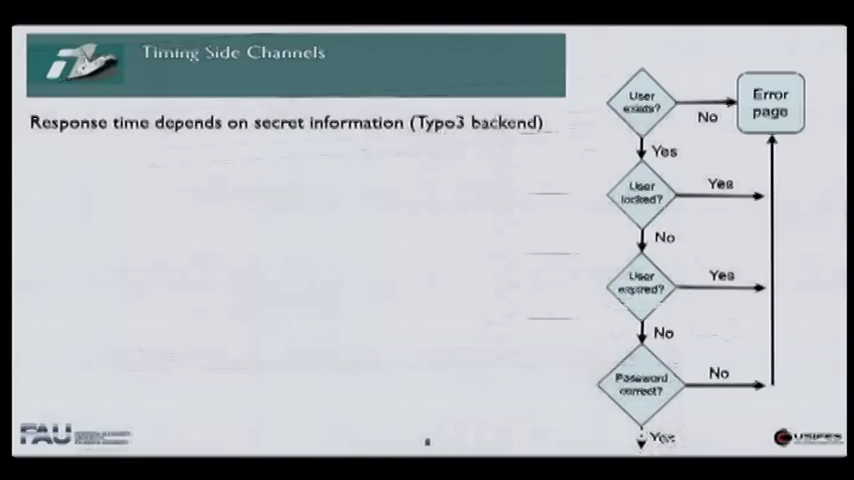 Timing Side Channels
Response time depends on secret information (Typo3 backend)
User
exists?
No
Error
page
Yes
User
locked?
Yes
No
User
expired?
Yes
No
Password
correct?
No
Yes
FAU